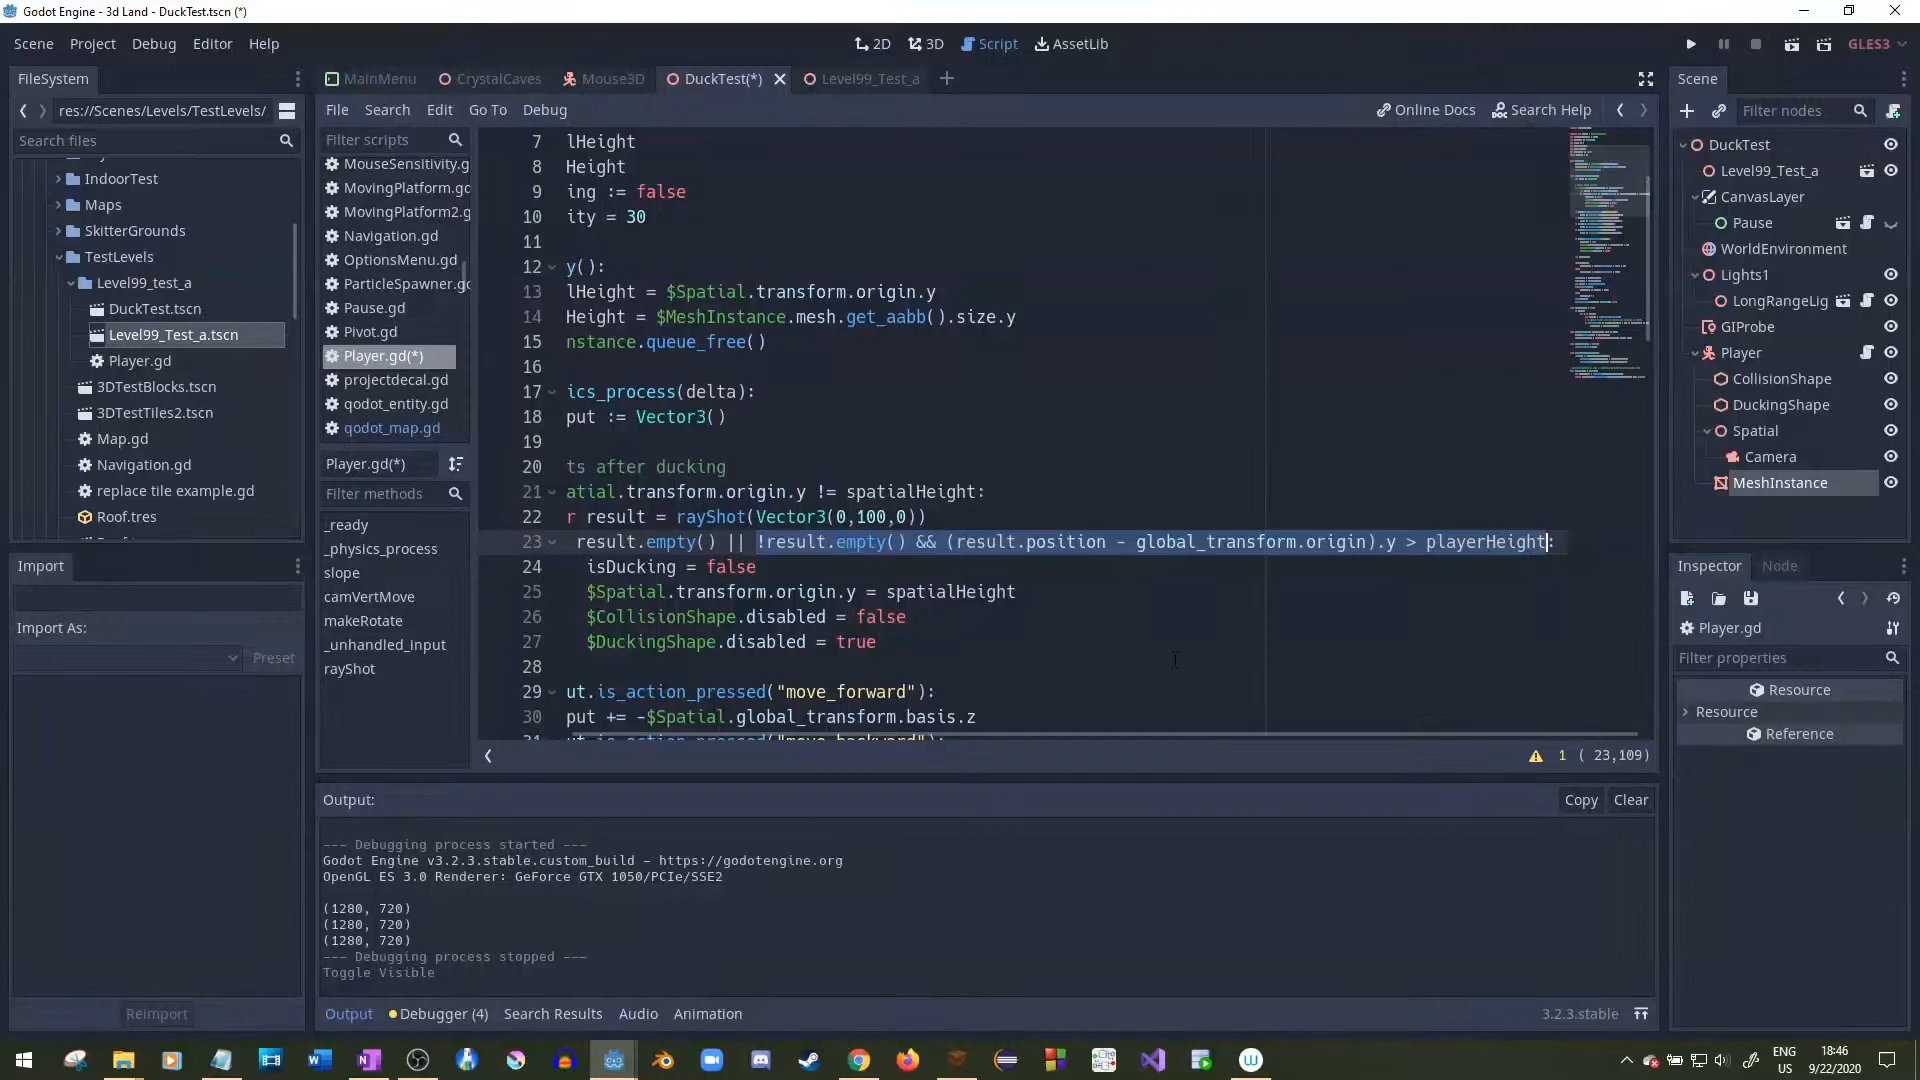 Godot Engine - 3d Land - DuckTest.tscn (*)
Scene Project Debug Editor Help
2D 3D Script AssetLib
GLES3
FileSystem
res://Scenes/Levels/TestLevels/
Search files
IndoorTest
Maps
SkitterGrounds
TestLevels
Level99_test_a
DuckTest.tscn
Level99_Test_a.tscn
Player.gd
3DTestBlocks.tscn
3DTestTiles2.tscn
Map.gd
Navigation.gd
replace tile example.gd
Roof.tres
Import
Import As:
Preset
Reimport
MainMenu CrystalCaves Mouse3D DuckTest(*) Level99_Test_a
File Search Edit Go To Debug
Online Docs Search Help
Filter scripts
MouseSensitivity.g
MovingPlatform.gd
MovingPlatform2.g
Navigation.gd
OptionsMenu.gd
ParticleSpawner.gd
Pause.gd
Pivot.gd
Player.gd(*)
projectdecal.gd
qodot_entity.gd
qodot_map.gd
Player.gd(*)
Filter methods
_ready
_physics_process
slope
camVertMove
makeRotate
_unhandled_input
rayShot
7 lHeight
8 Height
9 ing := false
10 ity = 30
11
12 y():
13 lHeight = $Spatial.transform.origin.y
14 Height = $MeshInstance.mesh.get_aabb().size.y
15 nstance.queue_free()
16
17 ics_process(delta):
18 put := Vector3()
19
20 ts after ducking
21 atial.transform.origin.y != spatialHeight:
22 r result = rayShot(Vector3(0,100,0))
23 result.empty() || !result.empty() && (result.position - global_transform.origin).y > playerHeight:
24 isDucking = false
25 $Spatial.transform.origin.y = spatialHeight
26 $CollisionShape.disabled = false
27 $DuckingShape.disabled = true
28
29 ut.is_action_pressed("move_forward"):
30 put += -$Spatial.global_transform.basis.z
31 ut.is_action_pressed("move_backward"):
1 ( 23,109)
Output:
Copy Clear
--- Debugging process started ---
Godot Engine v3.2.3.stable.custom_build - https://godotengine.org
OpenGL ES 3.0 Renderer: GeForce GTX 1050/PCIe/SSE2
(1280, 720)
(1280, 720)
(1280, 720)
--- Debugging process stopped ---
Toggle Visible
Output Debugger (4) Search Results Audio Animation
3.2.3.stable
Scene
Filter nodes
DuckTest
Level99_Test_a
CanvasLayer
Pause
WorldEnvironment
Lights1
LongRangeLig
GIProbe
Player
CollisionShape
DuckingShape
Spatial
Camera
MeshInstance
Inspector Node
Player.gd
Filter properties
Resource
Resource
Reference
ENG
US
18:46
9/22/2020